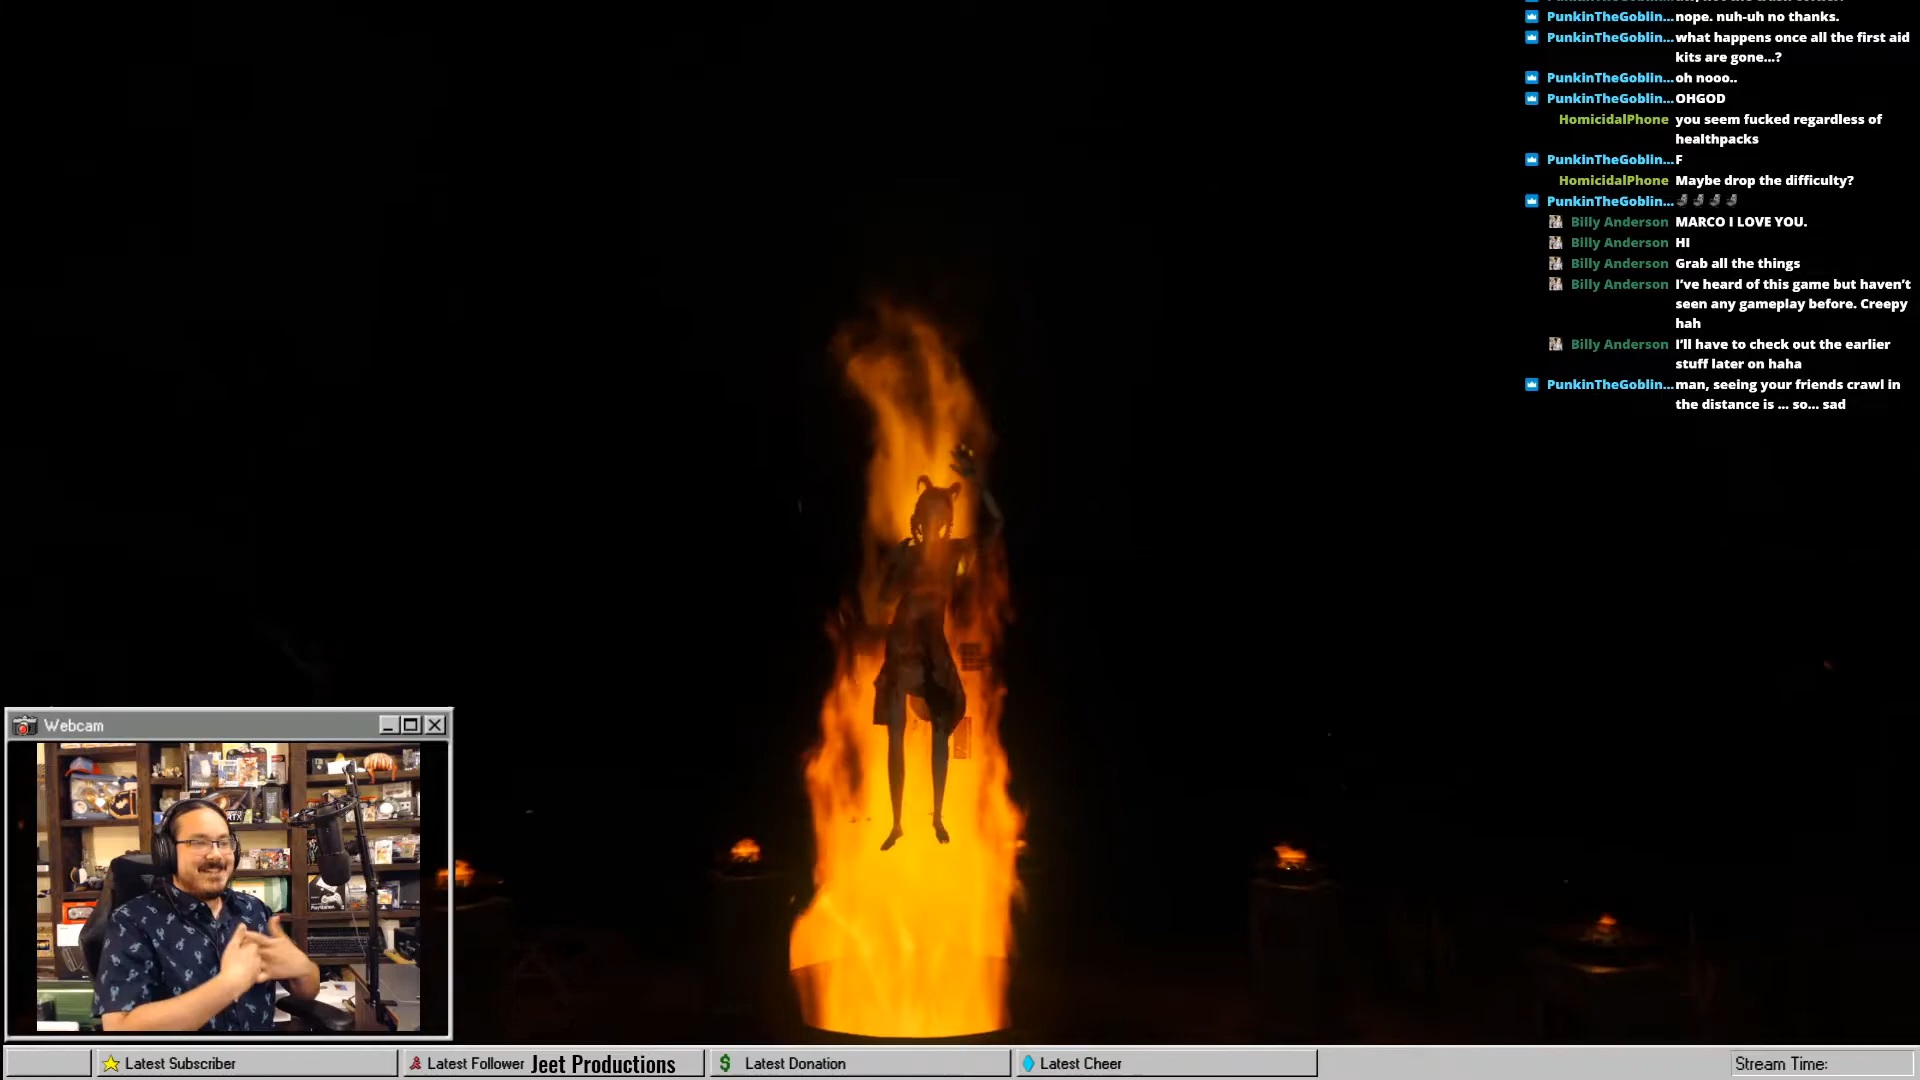 PunkinTheGoblin... nope. nuh-uh no thanks.
PunkinTheGoblin... what happens once all the first aid
kits are gone...?
PunkinTheGoblin... oh nooo..
PunkinTheGoblin... OHGOD
HomicidalPhone you seem fucked regardless of
healthpacks
PunkinTheGoblin... F
HomicidalPhone Maybe drop the difficulty?
PunkinTheGoblin...
Billy Anderson MARCO I LOVE YOU.
Billy Anderson HI
Billy Anderson Grab all the things
Billy Anderson I've heard of this game but haven't
seen any gameplay before. Creepy
hah
Billy Anderson I'll have to check out the earlier
stuff later on haha
PunkinTheGoblin... man, seeing your friends crawl in
the distance is ... so... sad
Webcam
Latest Subscriber
Latest Follower Jeet Productions
$ Latest Donation
Latest Cheer
Stream Time: